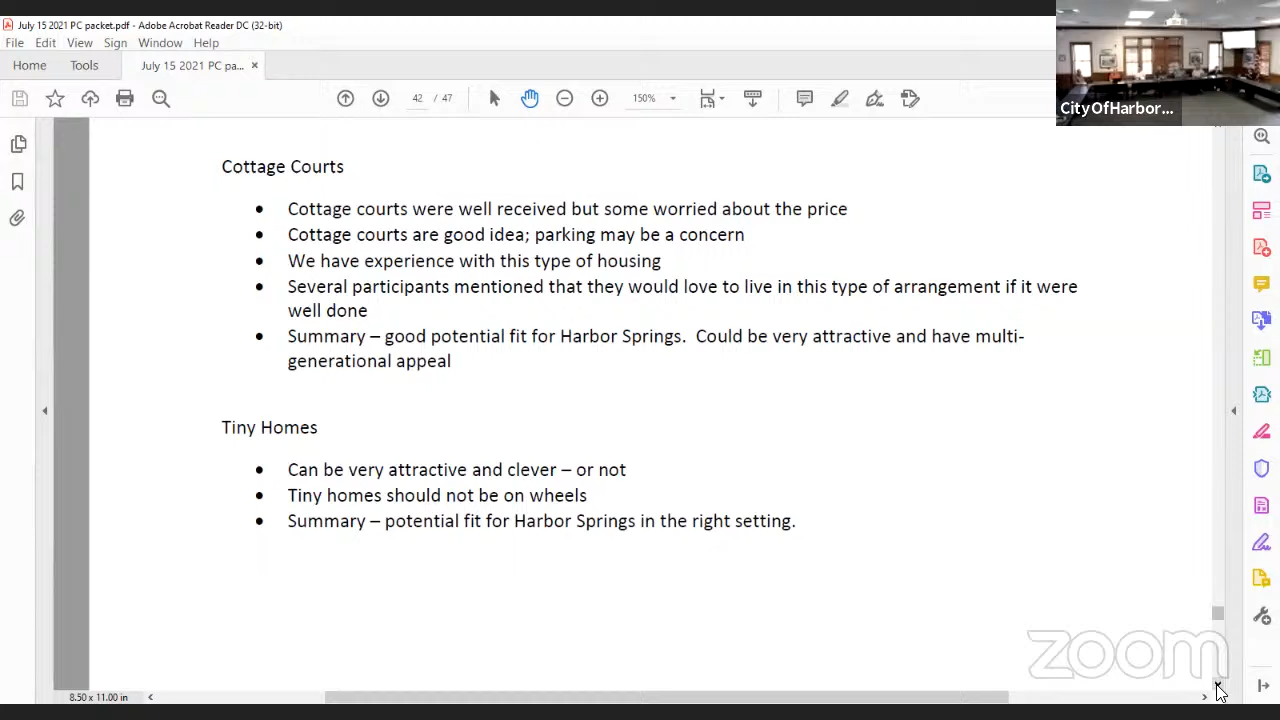 July 15 2021 PC packet.pdf - Adobe Acrobat Reader DC (32-bit)
File Edit View Sign Window Help
Home Tools July 15 2021 PC pa... ×
42 / 47 150%
CityOfHarbor...
Cottage Courts
• Cottage courts were well received but some worried about the price
• Cottage courts are good idea; parking may be a concern
• We have experience with this type of housing
• Several participants mentioned that they would love to live in this type of arrangement if it were
well done
• Summary – good potential fit for Harbor Springs. Could be very attractive and have multi-
generational appeal
Tiny Homes
• Can be very attractive and clever – or not
• Tiny homes should not be on wheels
• Summary – potential fit for Harbor Springs in the right setting.
zoom
8.50 x 11.00 in